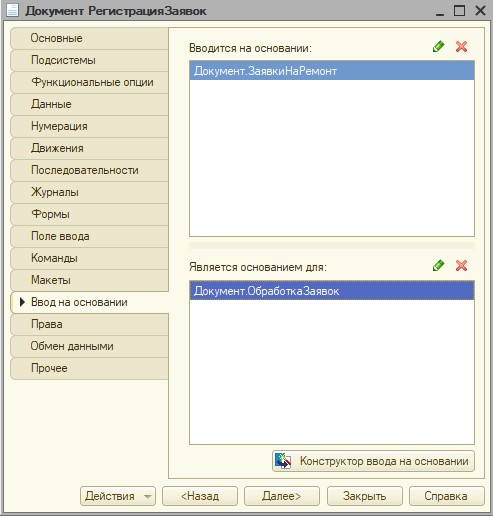 Документ РегистрацияЗаявок
Основные
Подсистемы
Функциональные опции
Данные
Нумерация
Движения
Последовательности
Журналы
Формы
Поле ввода
Команды
Макеты
Ввод на основании
Права
Обмен данными
Прочее
Вводится на основании:
Документ.ЗаявкиНаРемонт
Является основанием для:
Документ.ОбработкаЗаявок
Конструктор ввода на основании
Действия
<Назад
Далее>
Закрыть
Справка